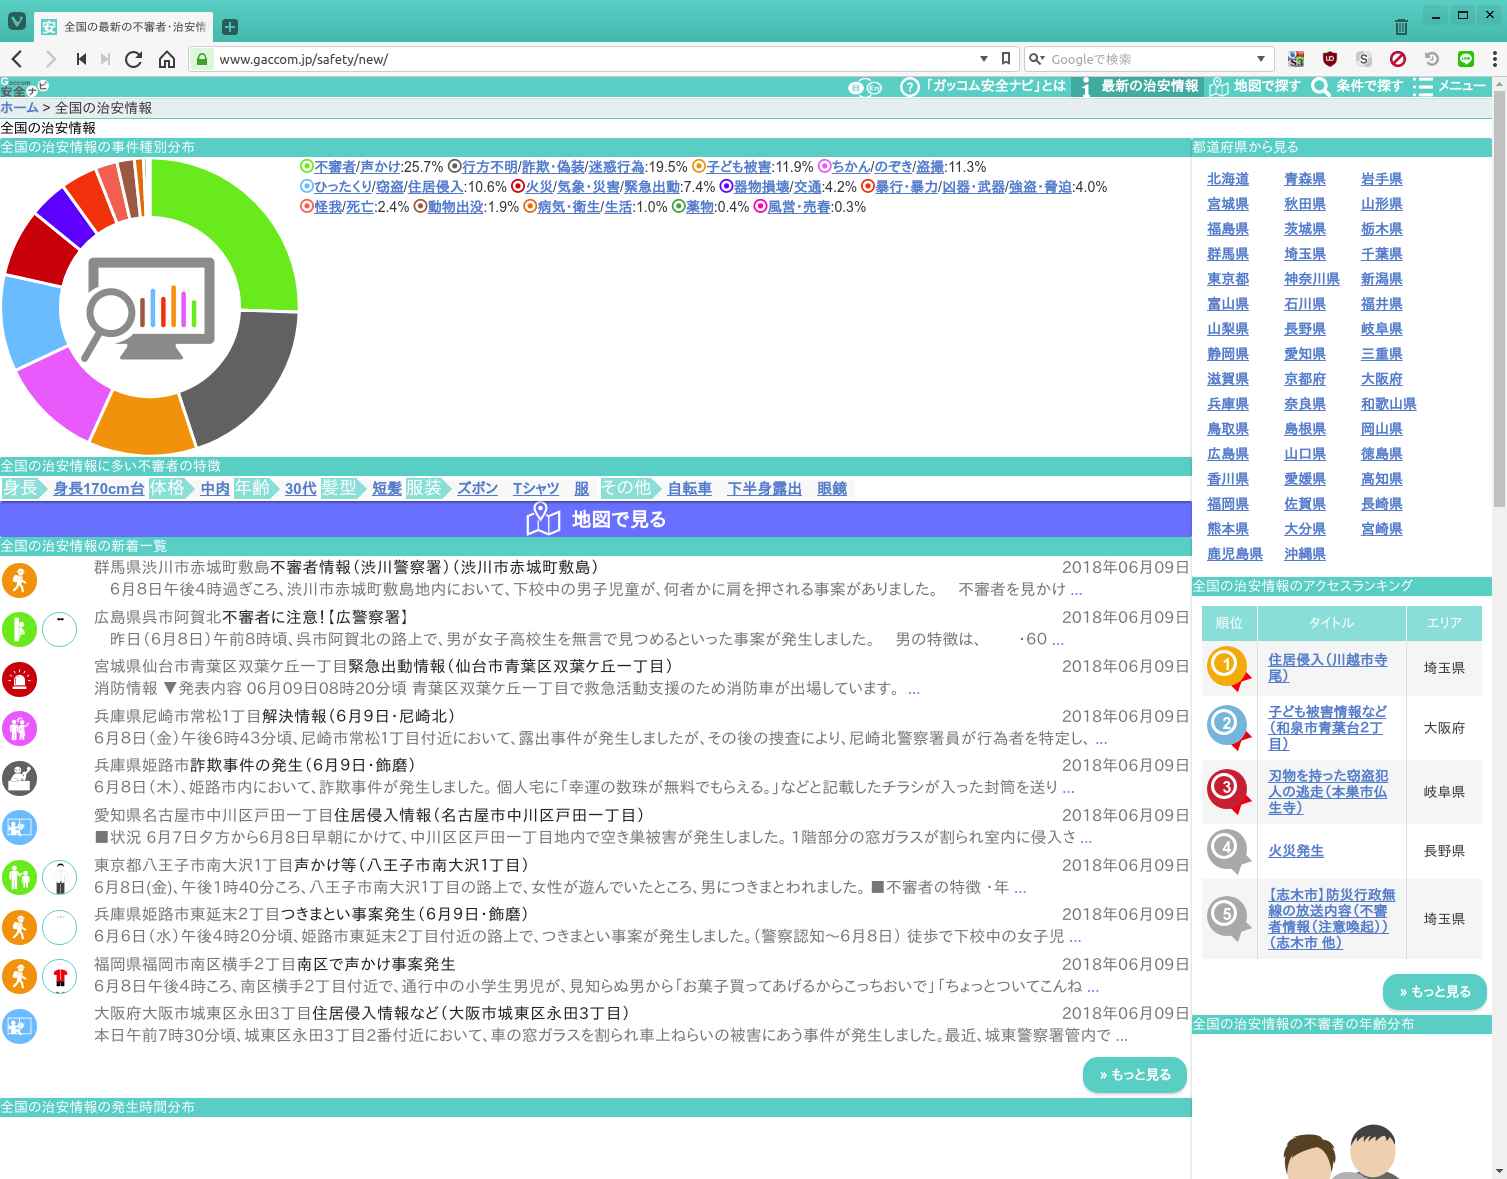 全国の最新の不審者・治安情
www.gaccom.jp/safety/new/
Googleで検索
Gaccom
安全ナビ
「ガッコム安全ナビ」とは
最新の治安情報
地図で探す
条件で探す
メニュー
ホーム > 全国の治安情報
全国の治安情報
全国の治安情報の事件種別分布
不審者/声かけ:25.7% 行方不明/詐欺・偽装/迷惑行為:19.5% 子ども被害:11.9% ちかん/のぞき/盗撮:11.3%
ひったくり/窃盗/住居侵入:10.6% 火災/気象・災害/緊急出動:7.4% 器物損壊/交通:4.2% 暴行・暴力/凶器・武器/強盗・脅迫:4.0%
怪我/死亡:2.4% 動物出没:1.9% 病気・衛生/生活:1.0% 薬物:0.4% 風営・売春:0.3%
全国の治安情報に多い不審者の特徴
身長 身長170cm台 体格 中肉 年齢 30代 髪型 短髪 服装 ズボン Tシャツ 服 その他 自転車 下半身露出 眼鏡
地図で見る
全国の治安情報の新着一覧
群馬県渋川市赤城町敷島不審者情報(渋川警察署)(渋川市赤城町敷島) 2018年06月09日
6月8日午後4時過ぎころ、渋川市赤城町敷島地内において、下校中の男子児童が、何者かに肩を押される事案がありました。 不審者を見かけ ...
広島県呉市阿賀北不審者に注意!【広警察署】 2018年06月09日
昨日(6月8日)午前8時頃、呉市阿賀北の路上で、男が女子高校生を無言で見つめるといった事案が発生しました。 男の特徴は、 ・60 ...
宮城県仙台市青葉区双葉ケ丘一丁目緊急出動情報(仙台市青葉区双葉ケ丘一丁目) 2018年06月09日
消防情報 ▼発表内容 06月09日08時20分頃 青葉区双葉ケ丘一丁目で救急活動支援のため消防車が出場しています。 ...
兵庫県尼崎市常松1丁目解決情報(6月9日・尼崎北) 2018年06月09日
6月8日(金)午後6時43分頃、尼崎市常松1丁目付近において、露出事件が発生しましたが、その後の捜査により、尼崎北警察署員が行為者を特定し、 ...
兵庫県姫路市詐欺事件の発生(6月9日・飾磨) 2018年06月09日
6月8日(木)、姫路市内において、詐欺事件が発生しました。 個人宅に「幸運の数珠が無料でもらえる。」などと記載したチラシが入った封筒を送り ...
愛知県名古屋市中川区戸田一丁目住居侵入情報(名古屋市中川区戸田一丁目) 2018年06月09日
■状況 6月7日夕方から6月8日早朝にかけて、中川区区戸田一丁目地内で空き巣被害が発生しました。 1階部分の窓ガラスが割られ室内に侵入さ ...
東京都八王子市南大沢1丁目声かけ等(八王子市南大沢1丁目) 2018年06月09日
6月8日(金)、午後1時40分ころ、八王子市南大沢1丁目の路上で、女性が遊んでいたところ、男につきまとわれました。 ■不審者の特徴 ・年 ...
兵庫県姫路市東延末2丁目つきまとい事案発生(6月9日・飾磨) 2018年06月09日
6月6日(水)午後4時20分頃、姫路市東延末2丁目付近の路上で、つきまとい事案が発生しました。(警察認知〜6月8日) 徒歩で下校中の女子児 ...
福岡県福岡市南区横手2丁目南区で声かけ事案発生 2018年06月09日
6月8日午後4時ころ、南区横手2丁目付近で、通行中の小学生男児が、見知らぬ男から「お菓子買ってあげるからこっちおいで」「ちょっとついてこんね ...
大阪府大阪市城東区永田3丁目住居侵入情報など(大阪市城東区永田3丁目) 2018年06月09日
本日午前7時30分頃、城東区永田3丁目2番付近において、車の窓ガラスを割られ車上ねらいの被害にあう事件が発生しました。最近、城東警察署管内で ...
» もっと見る
全国の治安情報の発生時間分布
都道府県から見る
北海道 青森県 岩手県
宮城県 秋田県 山形県
福島県 茨城県 栃木県
群馬県 埼玉県 千葉県
東京都 神奈川県 新潟県
富山県 石川県 福井県
山梨県 長野県 岐阜県
静岡県 愛知県 三重県
滋賀県 京都府 大阪府
兵庫県 奈良県 和歌山県
鳥取県 島根県 岡山県
広島県 山口県 徳島県
香川県 愛媛県 高知県
福岡県 佐賀県 長崎県
熊本県 大分県 宮崎県
鹿児島県 沖縄県
全国の治安情報のアクセスランキング
順位 タイトル エリア
1 住居侵入(川越市寺
尾) 埼玉県
2 子ども被害情報など
(和泉市青葉台2丁
目) 大阪府
3 刃物を持った窃盗犯
人の逃走(本巣市仏
生寺) 岐阜県
4 火災発生 長野県
5 【志木市】防災行政無
線の放送内容(不審
者情報(注意喚起))
(志木市 他) 埼玉県
» もっと見る
全国の治安情報の不審者の年齢分布